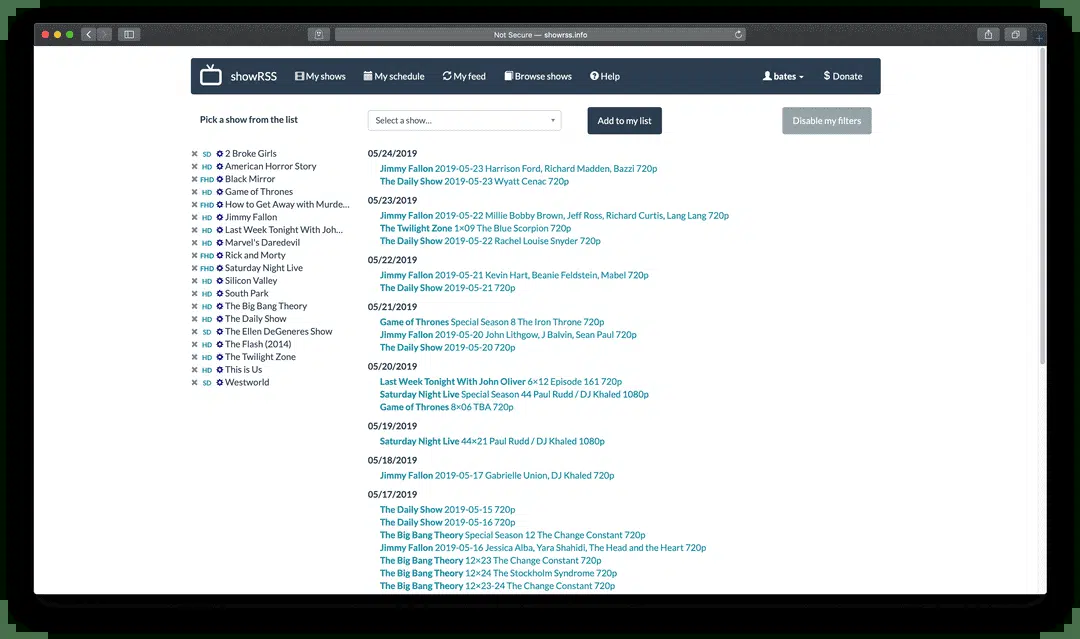 Not Secure — showrss.info
showRSS My shows My schedule My feed Browse shows Help bates $ Donate
Pick a show from the list
Select a show...
Add to my list
Disable my filters
SD 2 Broke Girls
HD American Horror Story
FHD Black Mirror
HD Game of Thrones
FHD How to Get Away with Murde...
HD Jimmy Fallon
HD Last Week Tonight With Joh...
HD Marvel's Daredevil
FHD Rick and Morty
FHD Saturday Night Live
HD Silicon Valley
HD South Park
HD The Big Bang Theory
HD The Daily Show
SD The Ellen DeGeneres Show
HD The Flash (2014)
HD The Twilight Zone
HD This is Us
SD Westworld
05/24/2019
Jimmy Fallon 2019-05-23 Harrison Ford, Richard Madden, Bazzi 720p
The Daily Show 2019-05-23 Wyatt Cenac 720p
05/23/2019
Jimmy Fallon 2019-05-22 Millie Bobby Brown, Jeff Ross, Richard Curtis, Lang Lang 720p
The Twilight Zone 1×09 The Blue Scorpion 720p
The Daily Show 2019-05-22 Rachel Louise Snyder 720p
05/22/2019
Jimmy Fallon 2019-05-21 Kevin Hart, Beanie Feldstein, Mabel 720p
The Daily Show 2019-05-21 720p
05/21/2019
Game of Thrones Special Season 8 The Iron Throne 720p
Jimmy Fallon 2019-05-20 John Lithgow, J Balvin, Sean Paul 720p
The Daily Show 2019-05-20 720p
05/20/2019
Last Week Tonight With John Oliver 6×12 Episode 161 720p
Saturday Night Live Special Season 44 Paul Rudd / DJ Khaled 1080p
Game of Thrones 8×06 TBA 720p
05/19/2019
Saturday Night Live 44×21 Paul Rudd / DJ Khaled 1080p
05/18/2019
Jimmy Fallon 2019-05-17 Gabrielle Union, DJ Khaled 720p
05/17/2019
The Daily Show 2019-05-15 720p
The Daily Show 2019-05-16 720p
The Big Bang Theory Special Season 12 The Change Constant 720p
Jimmy Fallon 2019-05-16 Jessica Alba, Yara Shahidi, The Head and the Heart 720p
The Big Bang Theory 12×23 The Change Constant 720p
The Big Bang Theory 12×24 The Stockholm Syndrome 720p
The Big Bang Theory 12×23-24 The Change Constant 720p